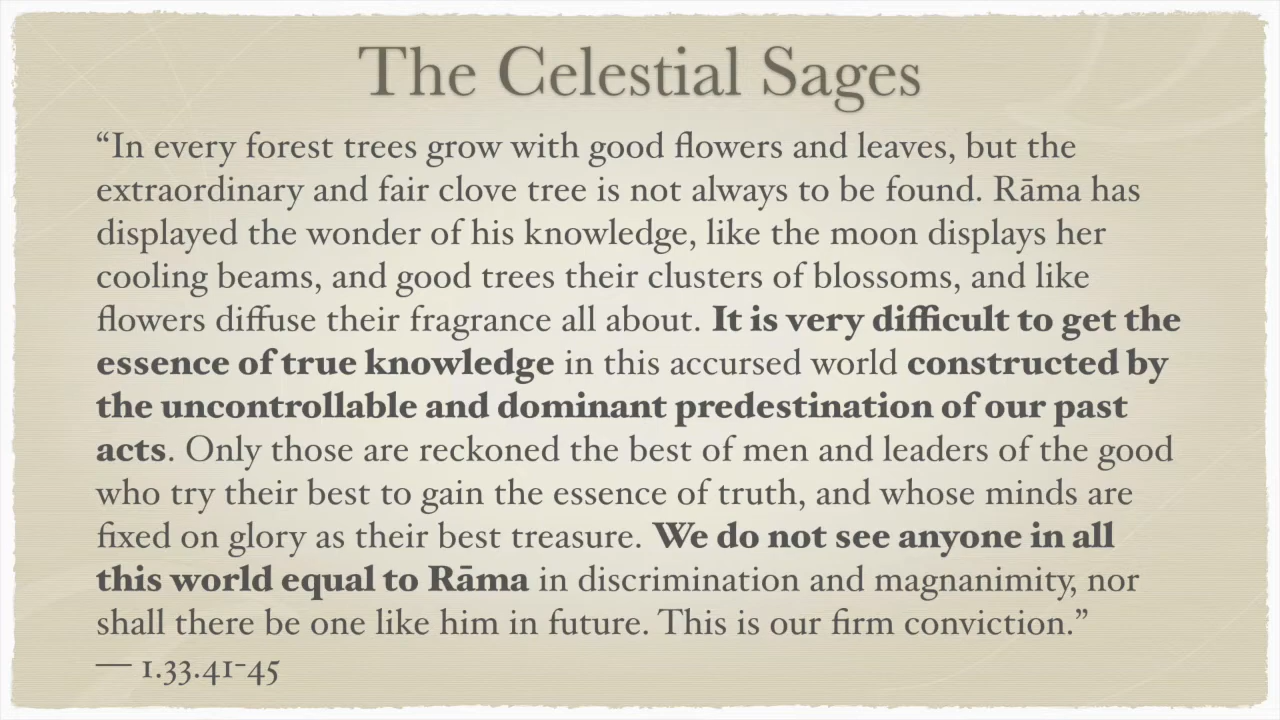 The Celestial Sages
“In every forest trees grow with good flowers and leaves, but the
extraordinary and fair clove tree is not always to be found. Rāma has
displayed the wonder of his knowledge, like the moon displays her
cooling beams, and good trees their clusters of blossoms, and like
flowers diffuse their fragrance all about. It is very difficult to get the
essence of true knowledge in this accursed world constructed by
the uncontrollable and dominant predestination of our past
acts. Only those are reckoned the best of men and leaders of the good
who try their best to gain the essence of truth, and whose minds are
fixed on glory as their best treasure. We do not see anyone in all
this world equal to Rāma in discrimination and magnanimity, nor
shall there be one like him in future. This is our firm conviction.”
— 1.33.41-45